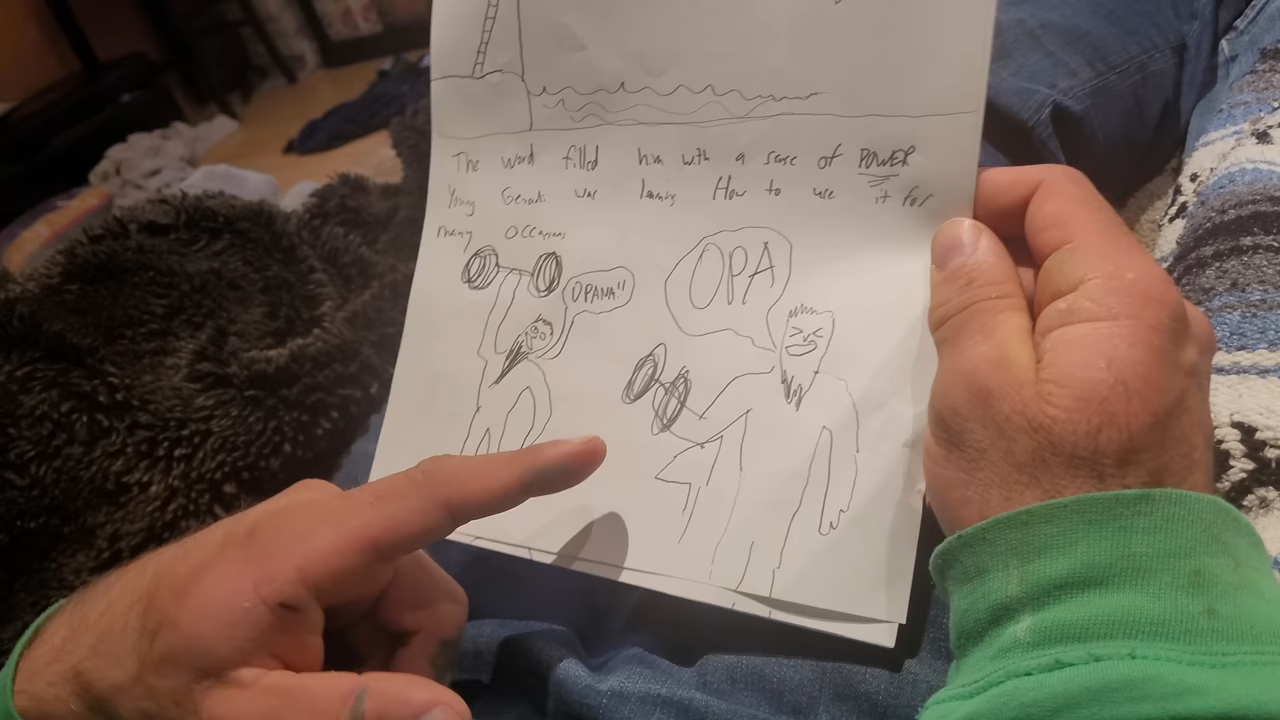 The word filled him with a sense of POWER
Young Genadi was learning How to use it for
many occasions
OPANA!!
OPA